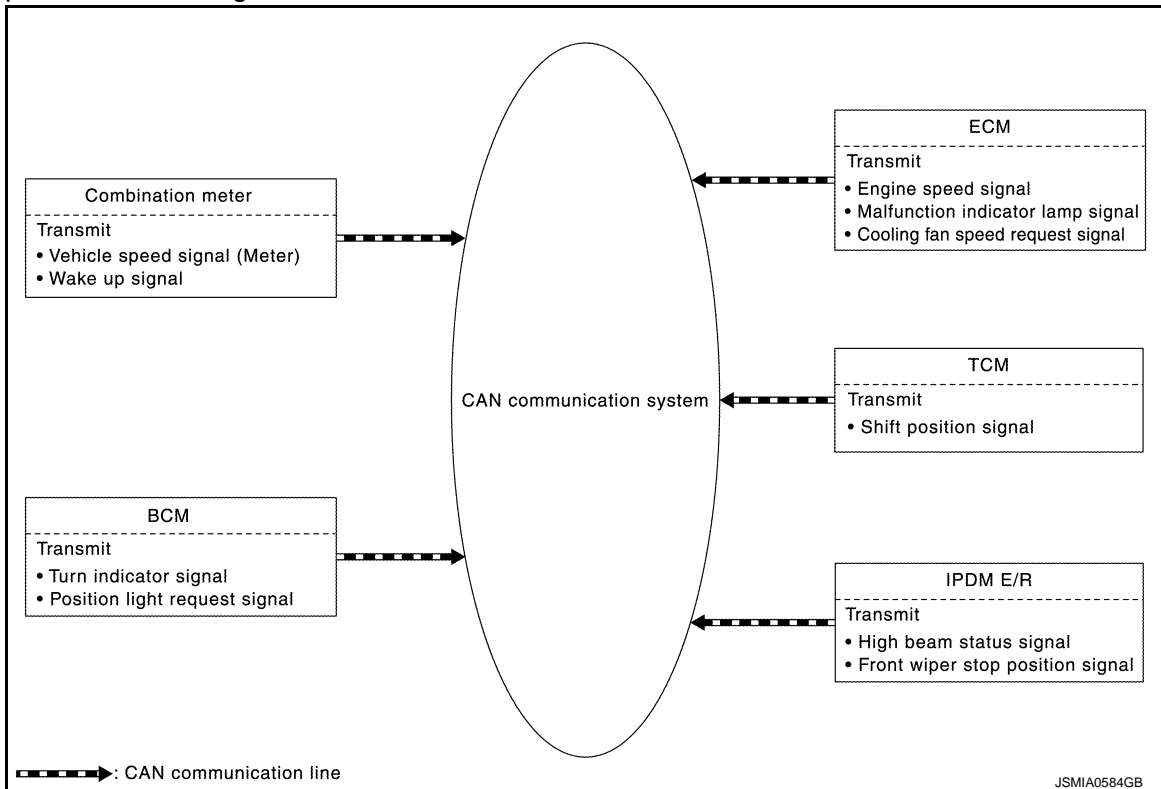 Combination meter
Transmit
• Vehicle speed signal (Meter)
• Wake up signal
BCM
Transmit
• Turn indicator signal
• Position light request signal
CAN communication system
ECM
Transmit
• Engine speed signal
• Malfunction indicator lamp signal
• Cooling fan speed request signal
TCM
Transmit
• Shift position signal
IPDM E/R
Transmit
• High beam status signal
• Front wiper stop position signal
: CAN communication line
JSMIA0584GB